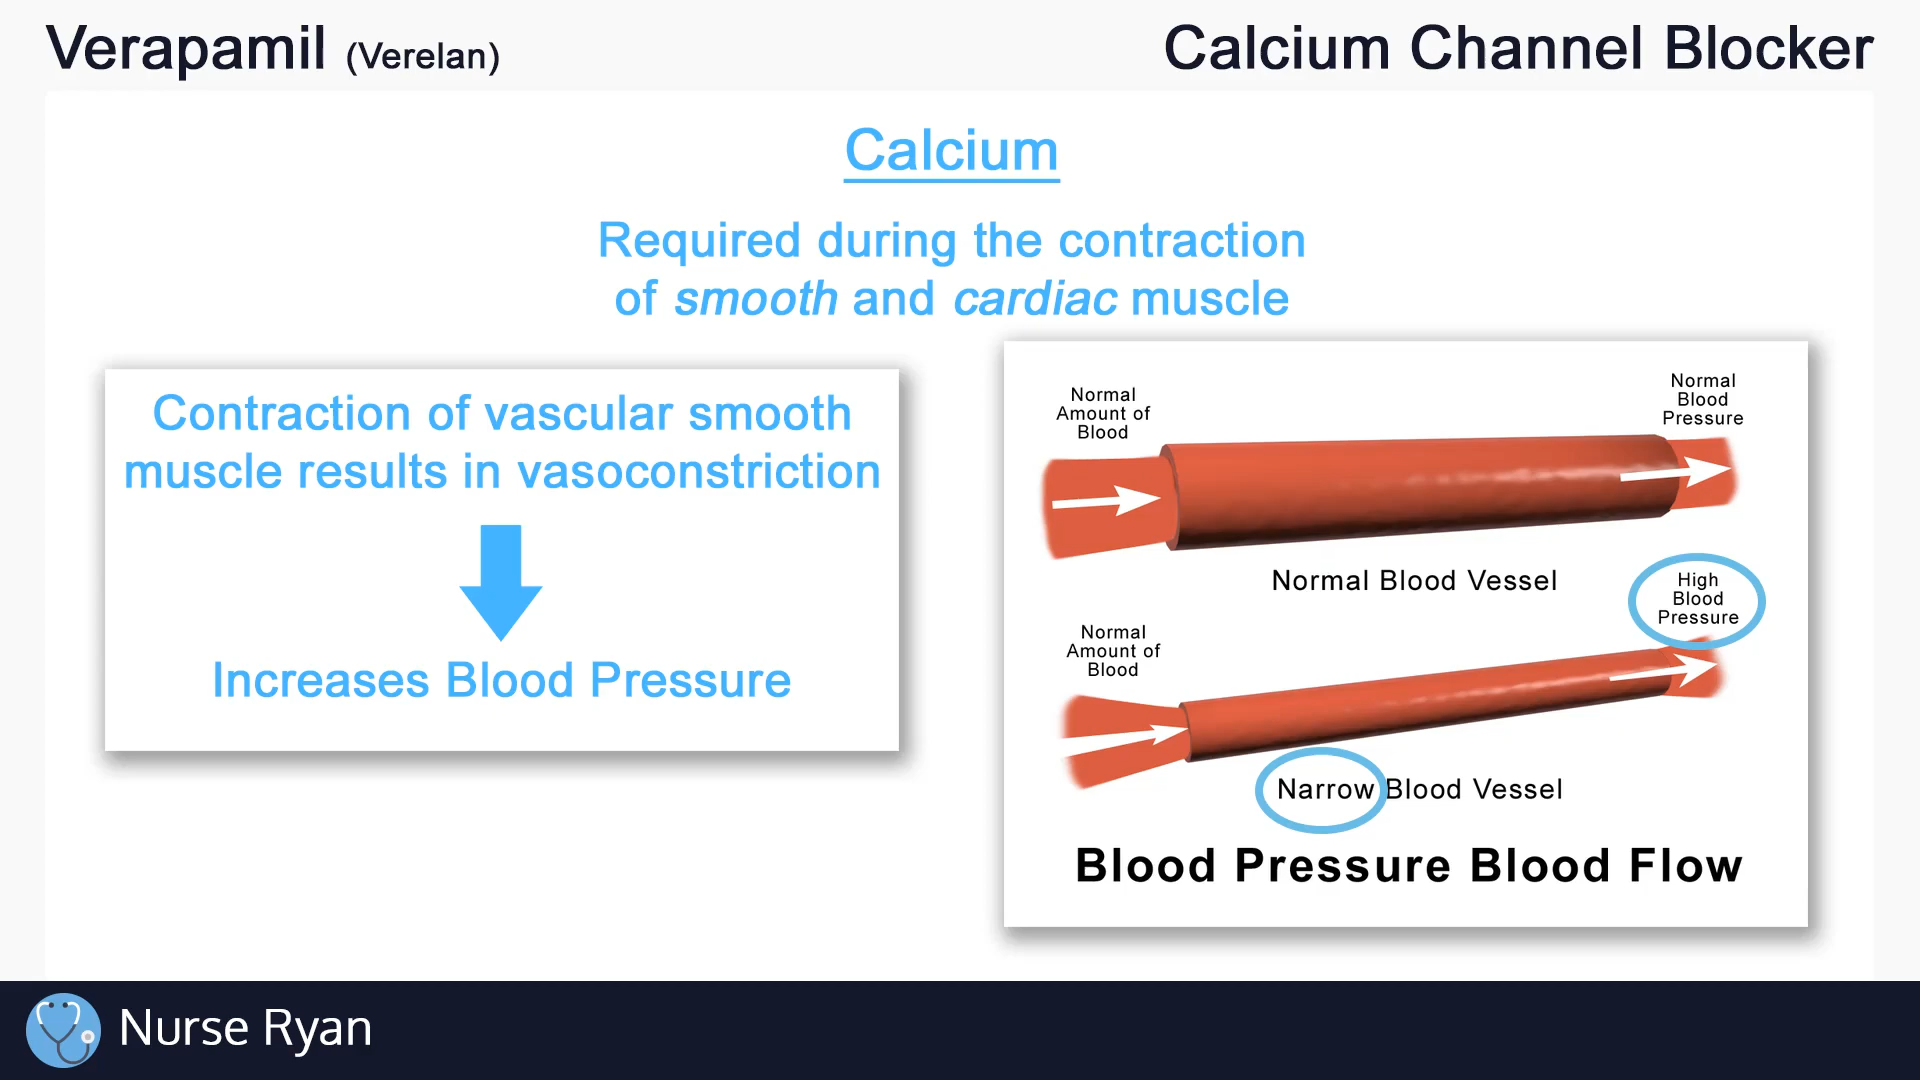 Verapamil (Verelan)
Calcium Channel Blocker
Calcium
Required during the contraction
of smooth and cardiac muscle
Contraction of vascular smooth
muscle results in vasoconstriction
Increases Blood Pressure
Normal
Amount of
Blood
Normal
Blood
Pressure
Normal Blood Vessel
High
Blood
Pressure
Normal
Amount of
Blood
Narrow Blood Vessel
Blood Pressure Blood Flow
Nurse Ryan